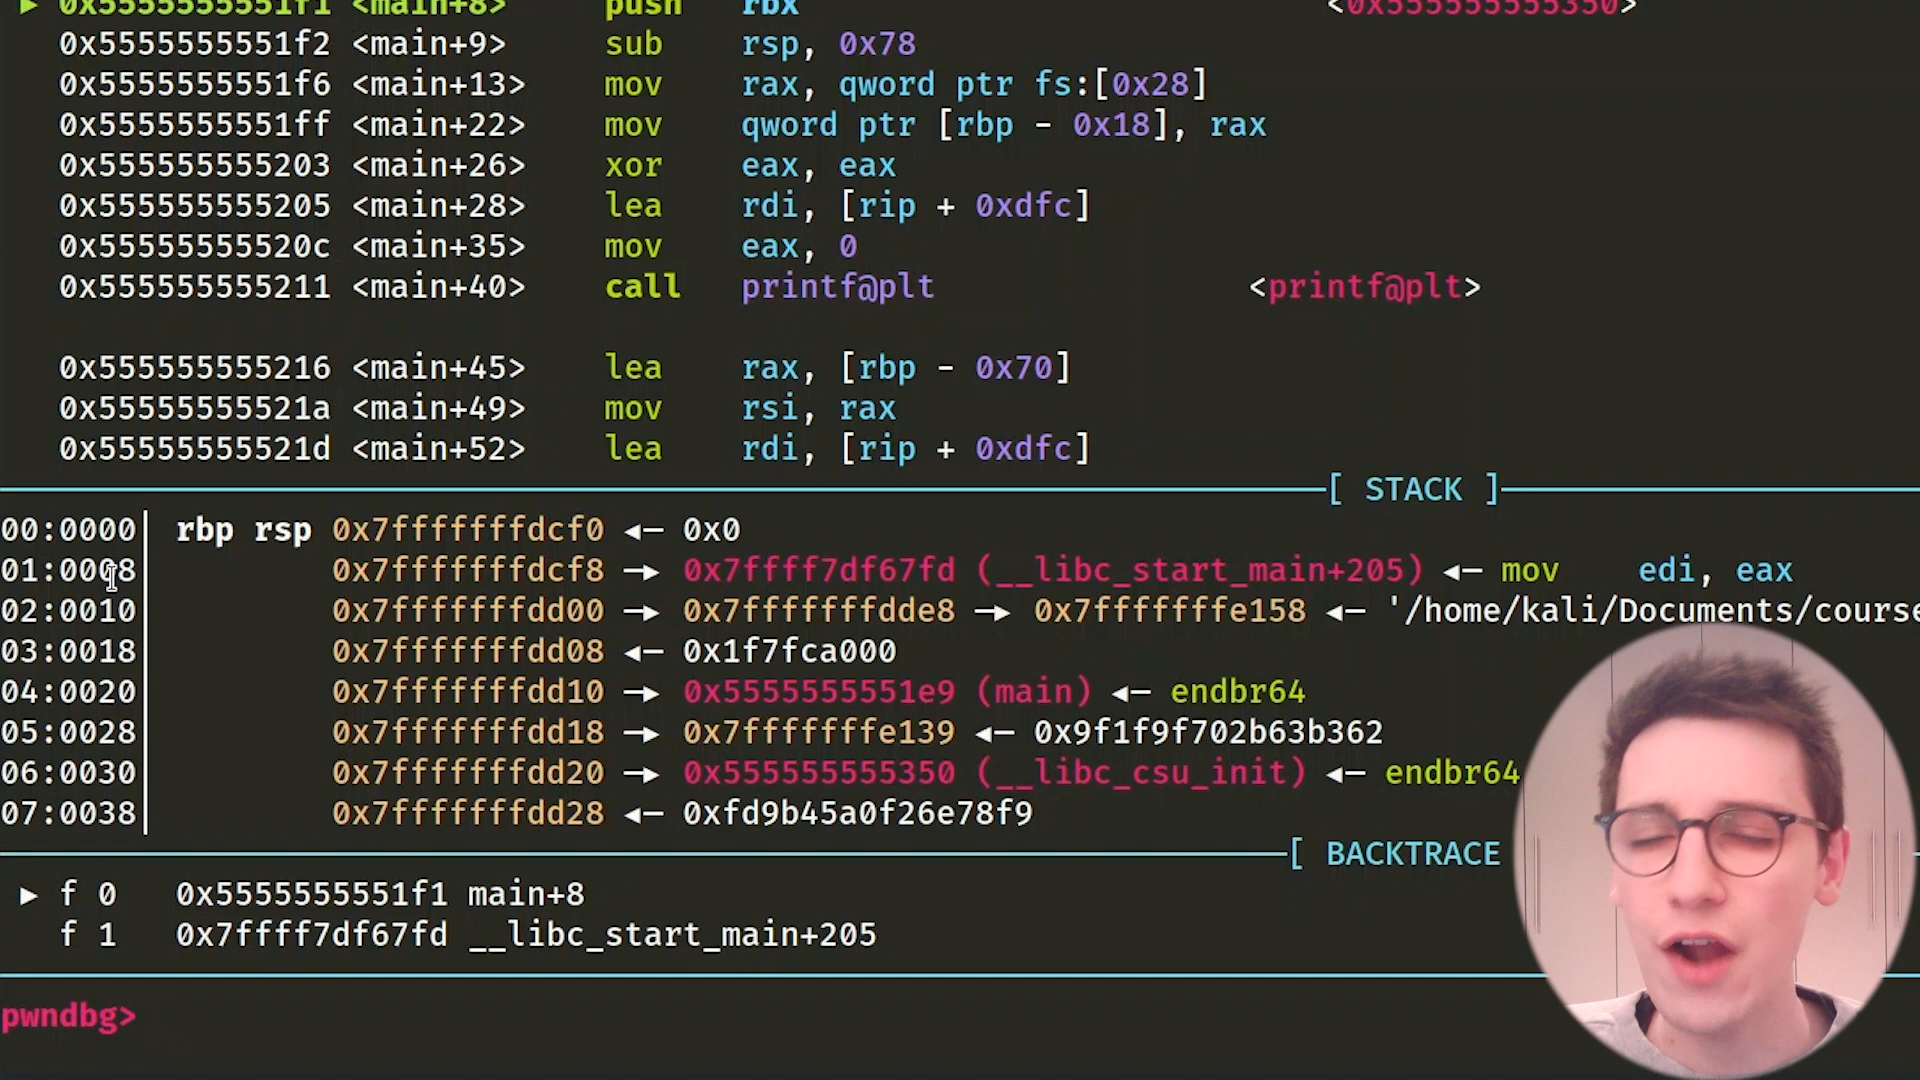 ► 0x5555555551f1 <main+8> push rbx <0x555555555350>
0x5555555551f2 <main+9> sub rsp, 0x78
0x5555555551f6 <main+13> mov rax, qword ptr fs:[0x28]
0x5555555551ff <main+22> mov qword ptr [rbp - 0x18], rax
0x555555555203 <main+26> xor eax, eax
0x555555555205 <main+28> lea rdi, [rip + 0xdfc]
0x55555555520c <main+35> mov eax, 0
0x555555555211 <main+40> call printf@plt <printf@plt>
0x555555555216 <main+45> lea rax, [rbp - 0x70]
0x55555555521a <main+49> mov rsi, rax
0x55555555521d <main+52> lea rdi, [rip + 0xdfc]
[ STACK ]
00:0000│ rbp rsp 0x7fffffffdcf0 ◂— 0x0
01:0008│ 0x7fffffffdcf8 —▸ 0x7ffff7df67fd (__libc_start_main+205) ◂— mov edi, eax
02:0010│ 0x7fffffffdd00 —▸ 0x7fffffffdde8 —▸ 0x7fffffffe158 ◂— '/home/kali/Documents/course
03:0018│ 0x7fffffffdd08 ◂— 0x1f7fca000
04:0020│ 0x7fffffffdd10 —▸ 0x5555555551e9 (main) ◂— endbr64
05:0028│ 0x7fffffffdd18 —▸ 0x7fffffffe139 ◂— 0x9f1f9f702b63b362
06:0030│ 0x7fffffffdd20 —▸ 0x555555555350 (__libc_csu_init) ◂— endbr64
07:0038│ 0x7fffffffdd28 ◂— 0xfd9b45a0f26e78f9
[ BACKTRACE
► f 0 0x5555555551f1 main+8
f 1 0x7ffff7df67fd __libc_start_main+205
pwndbg>